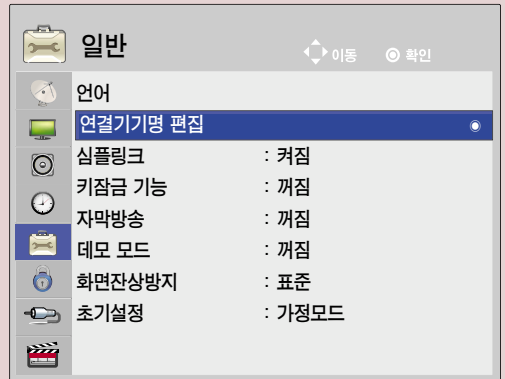 일반 이동 확인
언어
연결기기명 편집
심플링크 : 켜짐
키잠금 기능 : 꺼짐
자막방송 : 꺼짐
데모 모드 : 꺼짐
화면잔상방지 : 표준
초기설정 : 가정모드